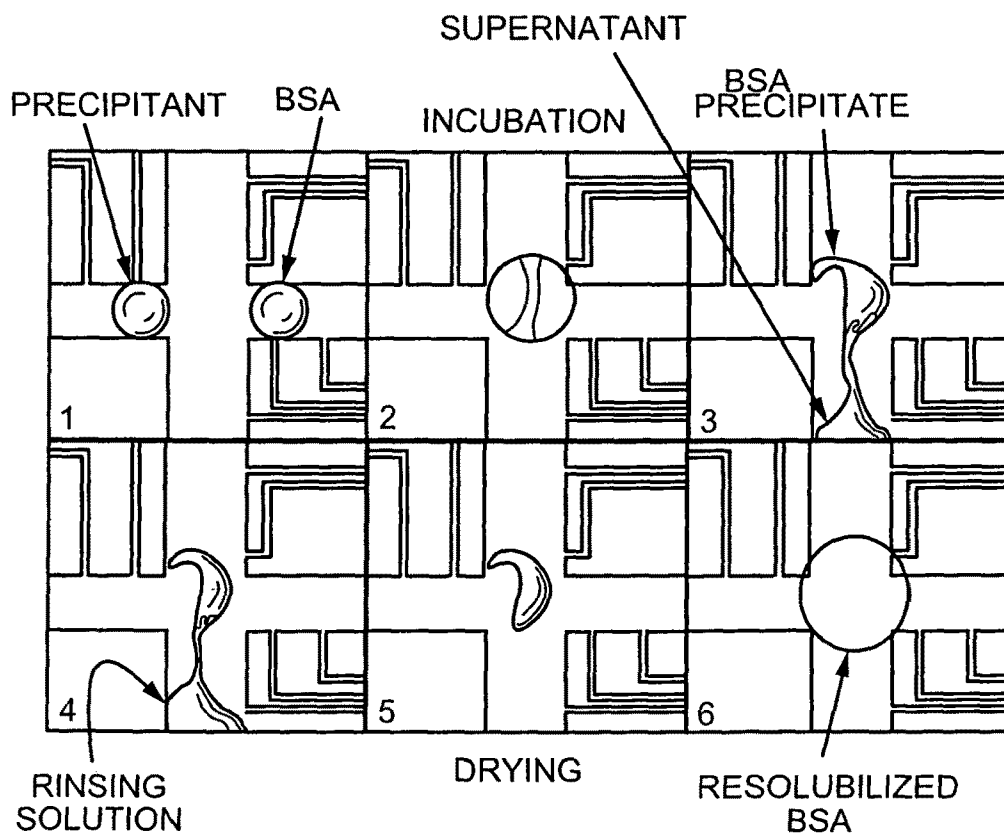 SUPERNATANT
PRECIPITANT
BSA
INCUBATION
BSA
PRECIPITATE
1
2
3
4
5
6
RINSING
SOLUTION
DRYING
RESOLUBILIZED
BSA